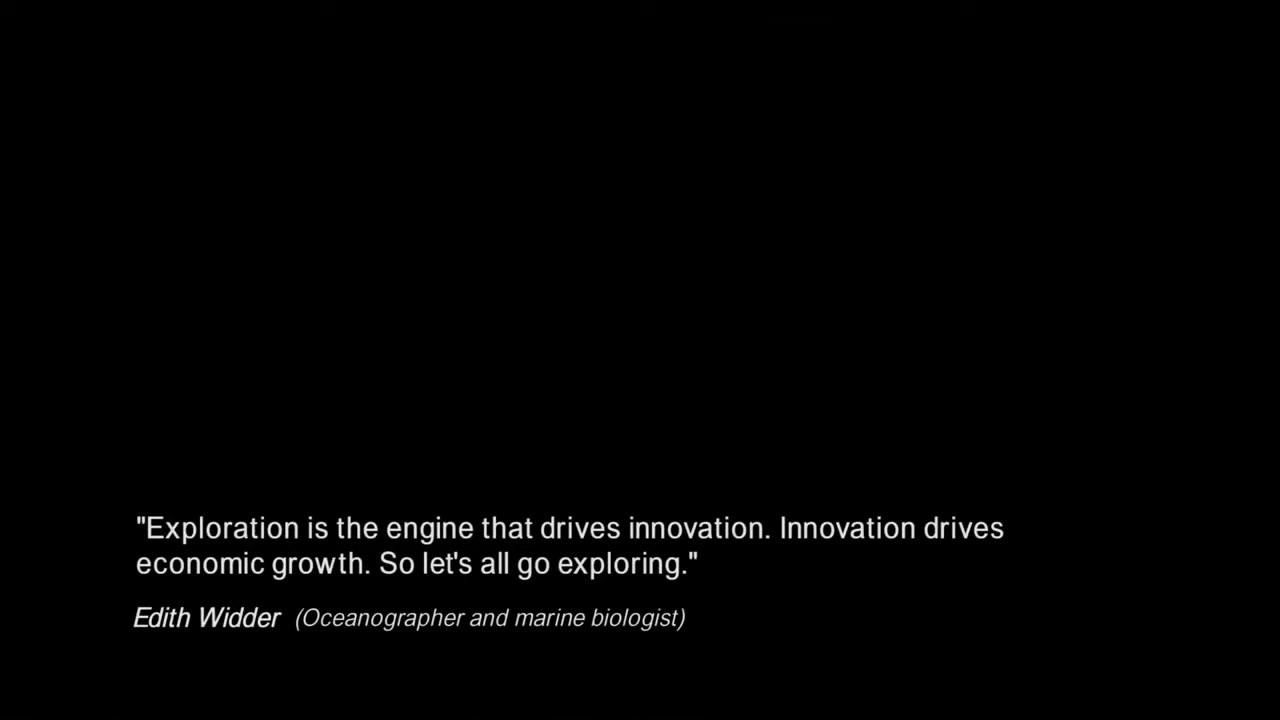 "Exploration is the engine that drives innovation. Innovation drives
economic growth. So let's all go exploring."
Edith Widder (Oceanographer and marine biologist)